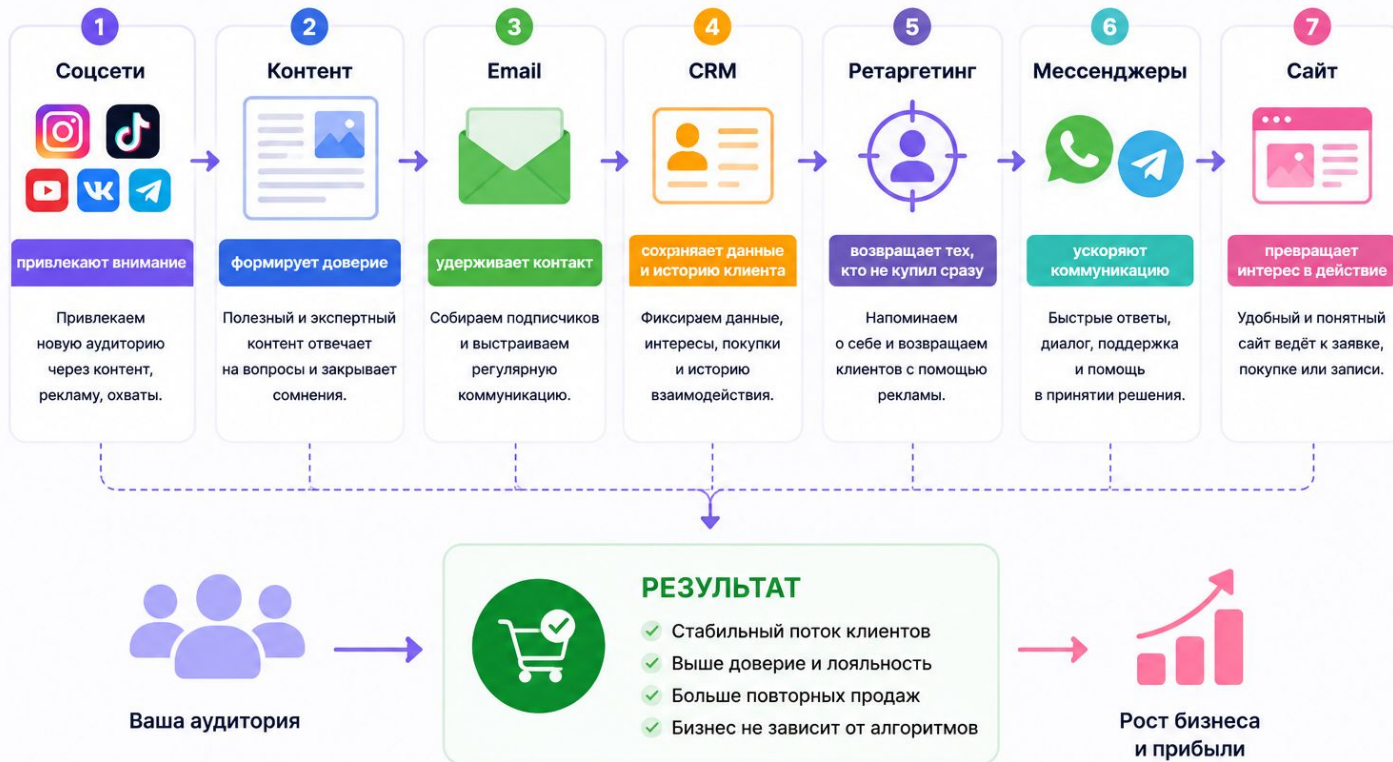 1
Соцсети
привлекают внимание
Привлекаем
новую аудиторию
через контент,
рекламу, охваты.
2
Контент
формирует доверие
Полезный и экспертный
контент отвечает
на вопросы и закрывает
сомнения.
3
Email
удерживает контакт
Собираем подписчиков
и выстраиваем
регулярную
коммуникацию.
4
CRM
сохраняет данные
и историю клиента
Фиксируем данные,
интересы, покупки
и историю
взаимодействия.
5
Ретаргетинг
возвращает тех,
кто не купил сразу
Напоминаем
о себе и возвращаем
клиентов с помощью
рекламы.
6
Мессенджеры
ускоряют
коммуникацию
Быстрые ответы,
диалог, поддержка
и помощь
в принятии решения.
7
Сайт
превращает
интерес в действие
Удобный и понятный
сайт ведёт к заявке,
покупке или записи.
Ваша аудитория
РЕЗУЛЬТАТ
Стабильный поток клиентов
Выше доверие и лояльность
Больше повторных продаж
Бизнес не зависит от алгоритмов
Рост бизнеса
и прибыли